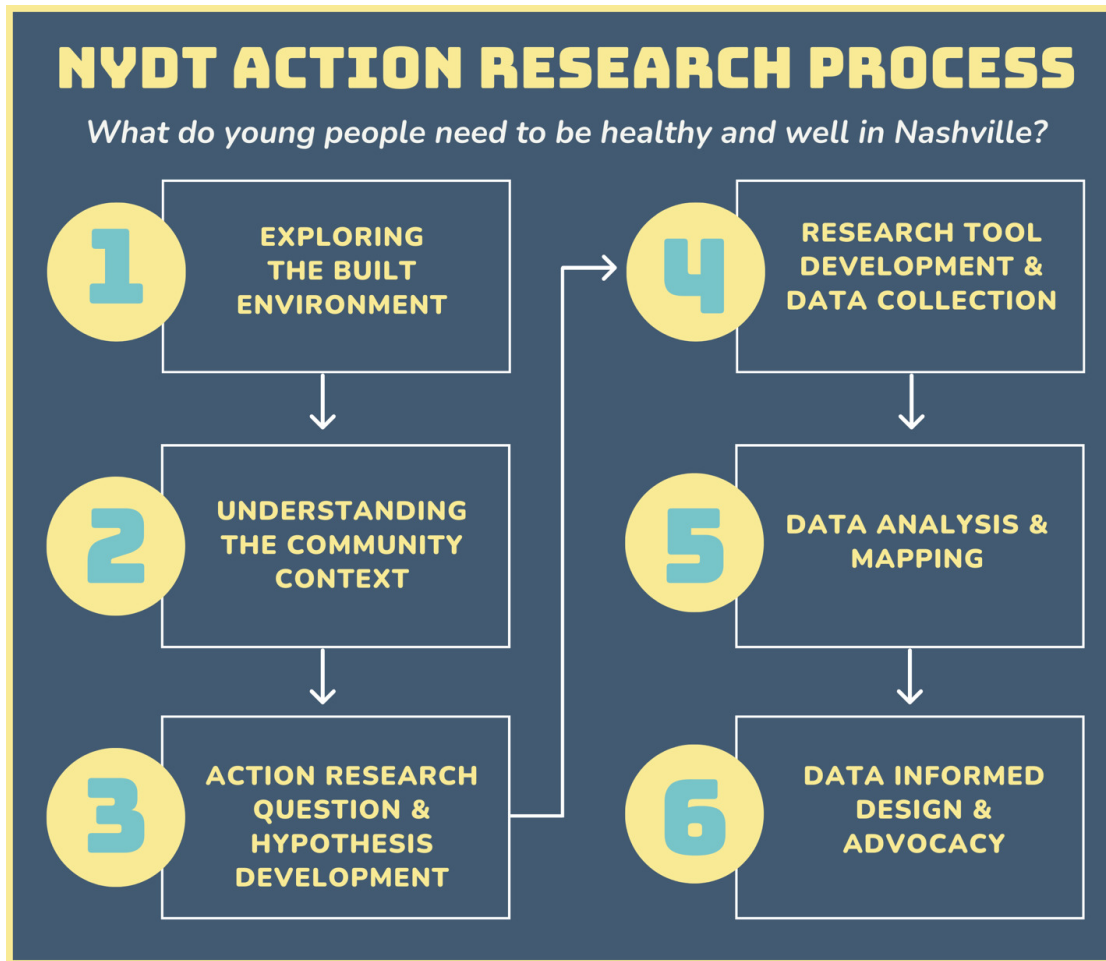 NYDT ACTION RESEARCH PROCESS
What do young people need to be healthy and well in Nashville?
1
EXPLORING
THE BUILT
ENVIRONMENT
2
UNDERSTANDING
THE COMMUNITY
CONTEXT
3
ACTION RESEARCH
QUESTION &
HYPOTHESIS
DEVELOPMENT
4
RESEARCH TOOL
DEVELOPMENT &
DATA COLLECTION
5
DATA ANALYSIS &
MAPPING
6
DATA INFORMED
DESIGN &
ADVOCACY